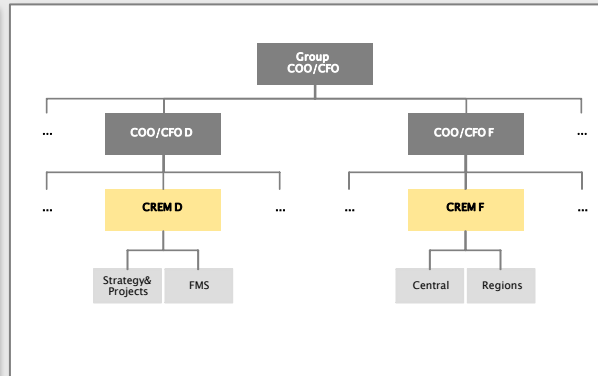 Group
COO/CFO
...
COO/CFO D
COO/CFO F
...
...
CREM D
...
...
CREM F
...
Strategy&
Projects
FMS
Central
Regions